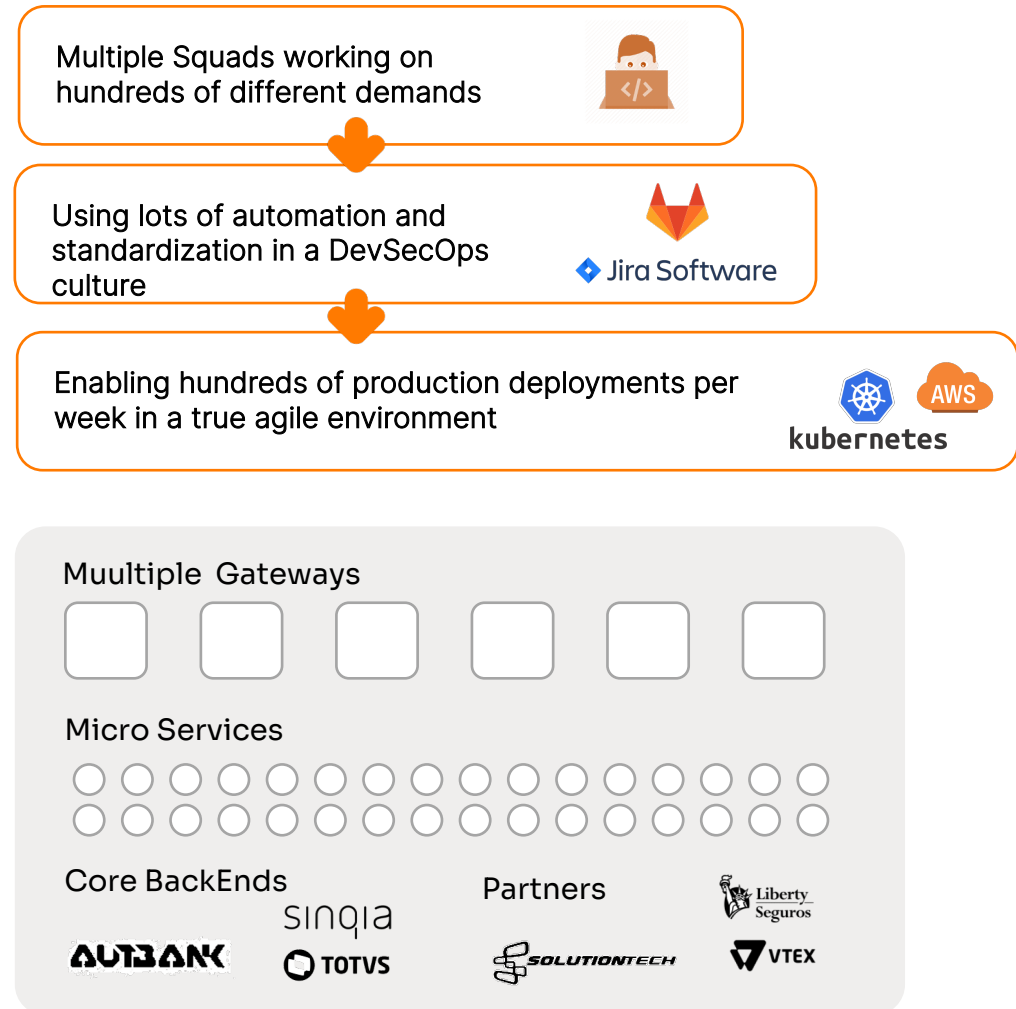 Multiple Squads working on
hundreds of different demands
</>
Using lots of automation and
standardization in a DevSecOps
culture
Jira Software
Enabling hundreds of production deployments per
week in a true agile environment
AWS
kubernetes
Muultiple Gateways
Micro Services
Core BackEnds
sinqia
AUTBANK
TOTVS
Partners
Liberty
Seguros
SOLUTIONTECH
VTEX